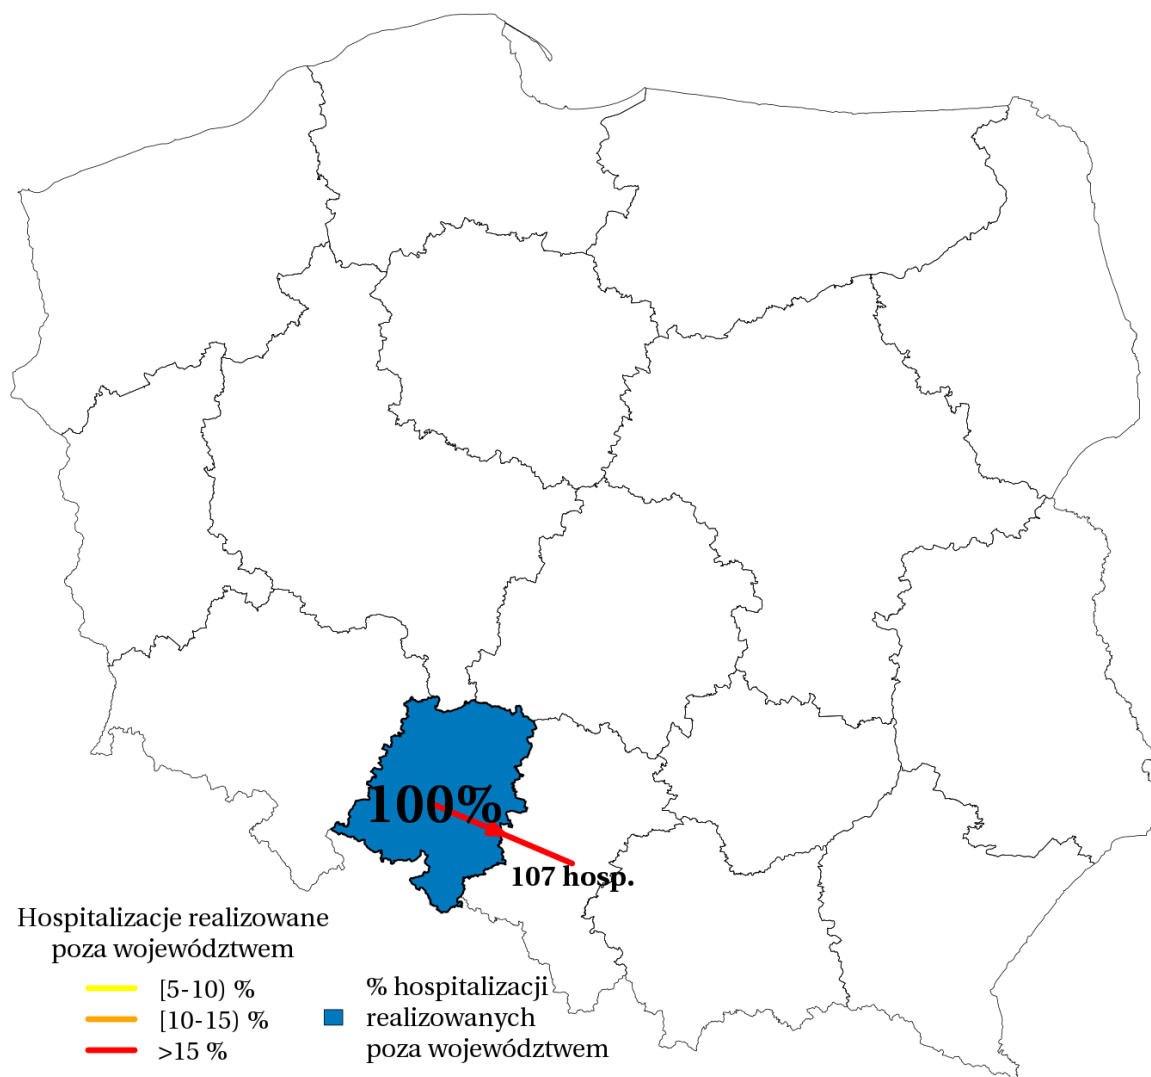 100%
107 hosp.
Hospitalizacje realizowane
poza województwem
[5-10) %
[10-15) %
>15 %
% hospitalizacji
realizowanych
poza województwem